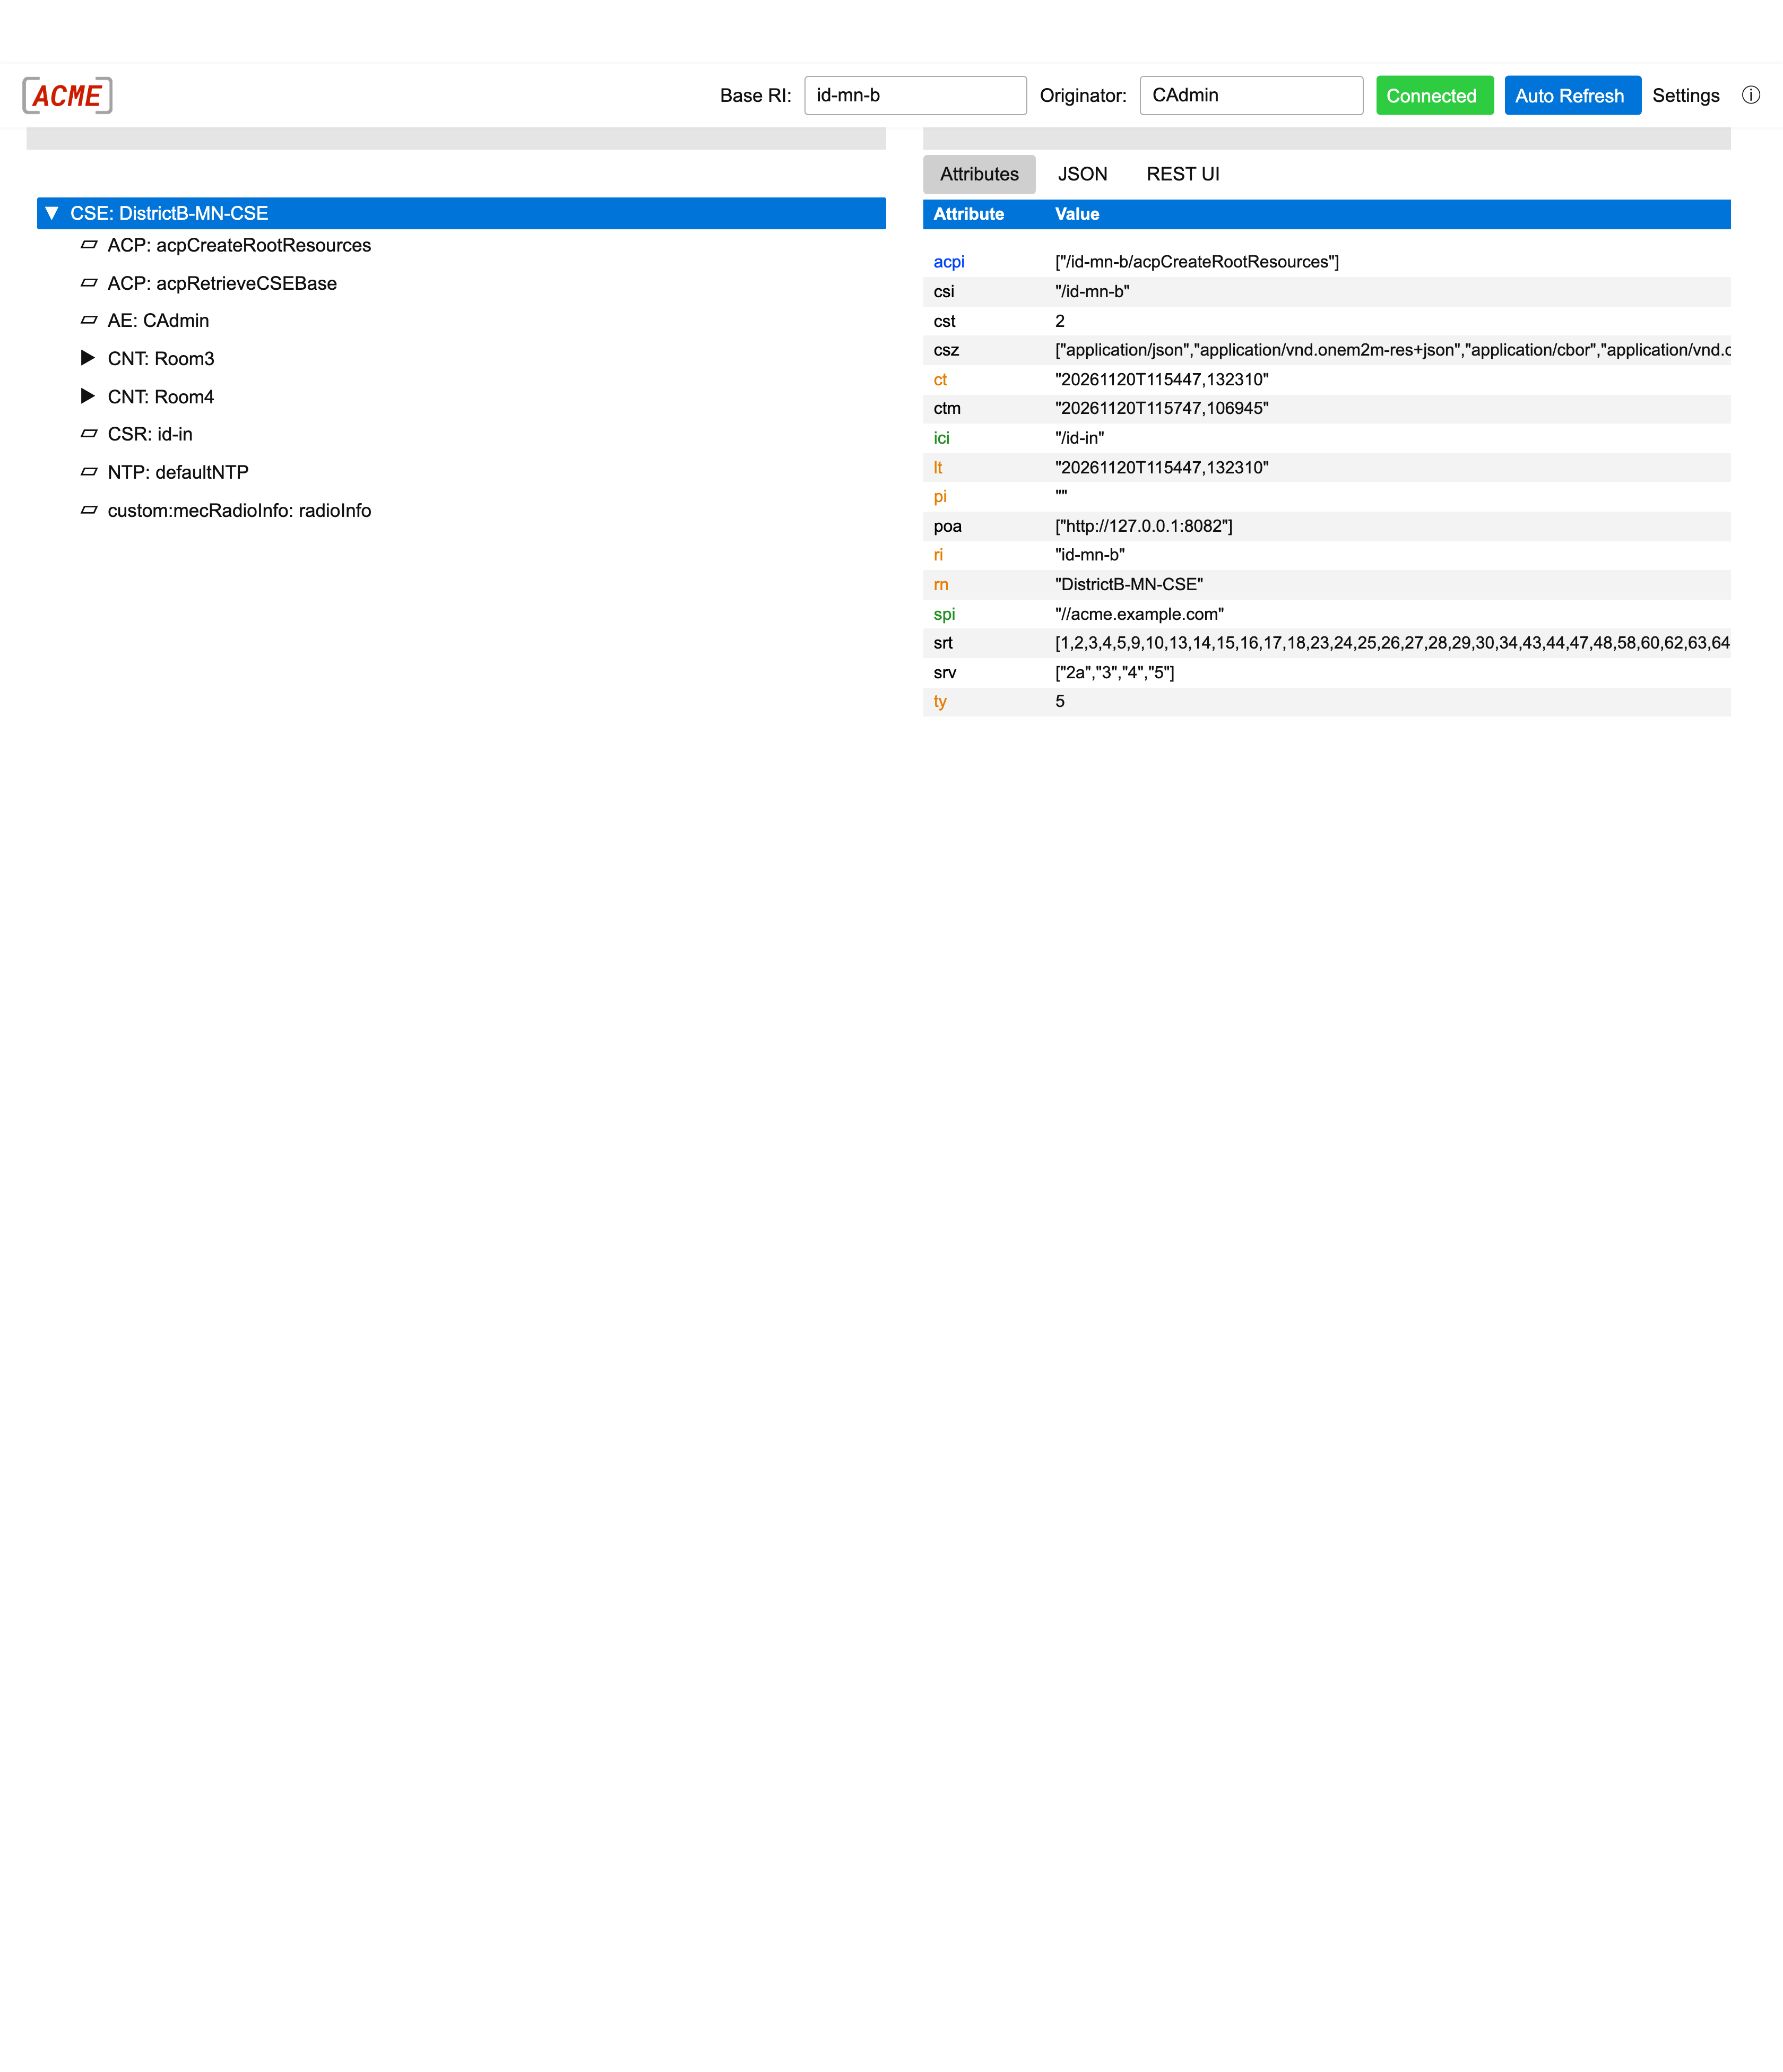 ACME
Base RI: id-mn-b Originator: CAdmin Connected Auto Refresh Settings
CSE: DistrictB-MN-CSE
ACP: acpCreateRootResources
ACP: acpRetrieveCSEBase
AE: CAdmin
CNT: Room3
CNT: Room4
CSR: id-in
NTP: defaultNTP
custom:mecRadioInfo: radioInfo
Attributes JSON REST UI
Attribute Value
acpi ["/id-mn-b/acpCreateRootResources"]
csi "/id-mn-b"
cst 2
csz ["application/json","application/vnd.onem2m-res+json","application/cbor","application/vnd.c
ct "20261120T115447,132310"
ctm "20261120T115747,106945"
ici "/id-in"
lt "20261120T115447,132310"
pi ""
poa ["http://127.0.0.1:8082"]
ri "id-mn-b"
rn "DistrictB-MN-CSE"
spi "//acme.example.com"
srt [1,2,3,4,5,9,10,13,14,15,16,17,18,23,24,25,26,27,28,29,30,34,43,44,47,48,58,60,62,63,64
srv ["2a","3","4","5"]
ty 5